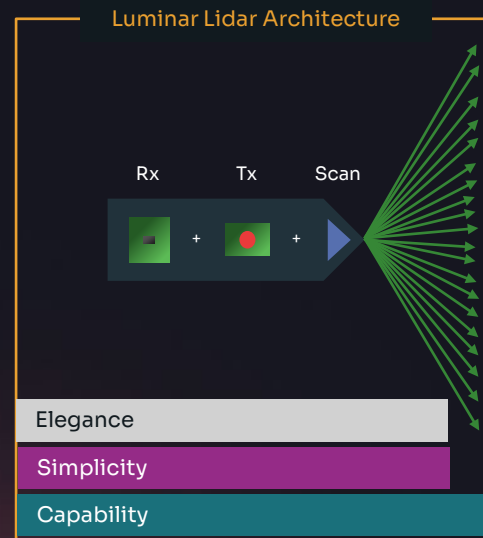 Luminar Lidar Architecture
Rx Tx Scan
+ +
Elegance
Simplicity
Capability